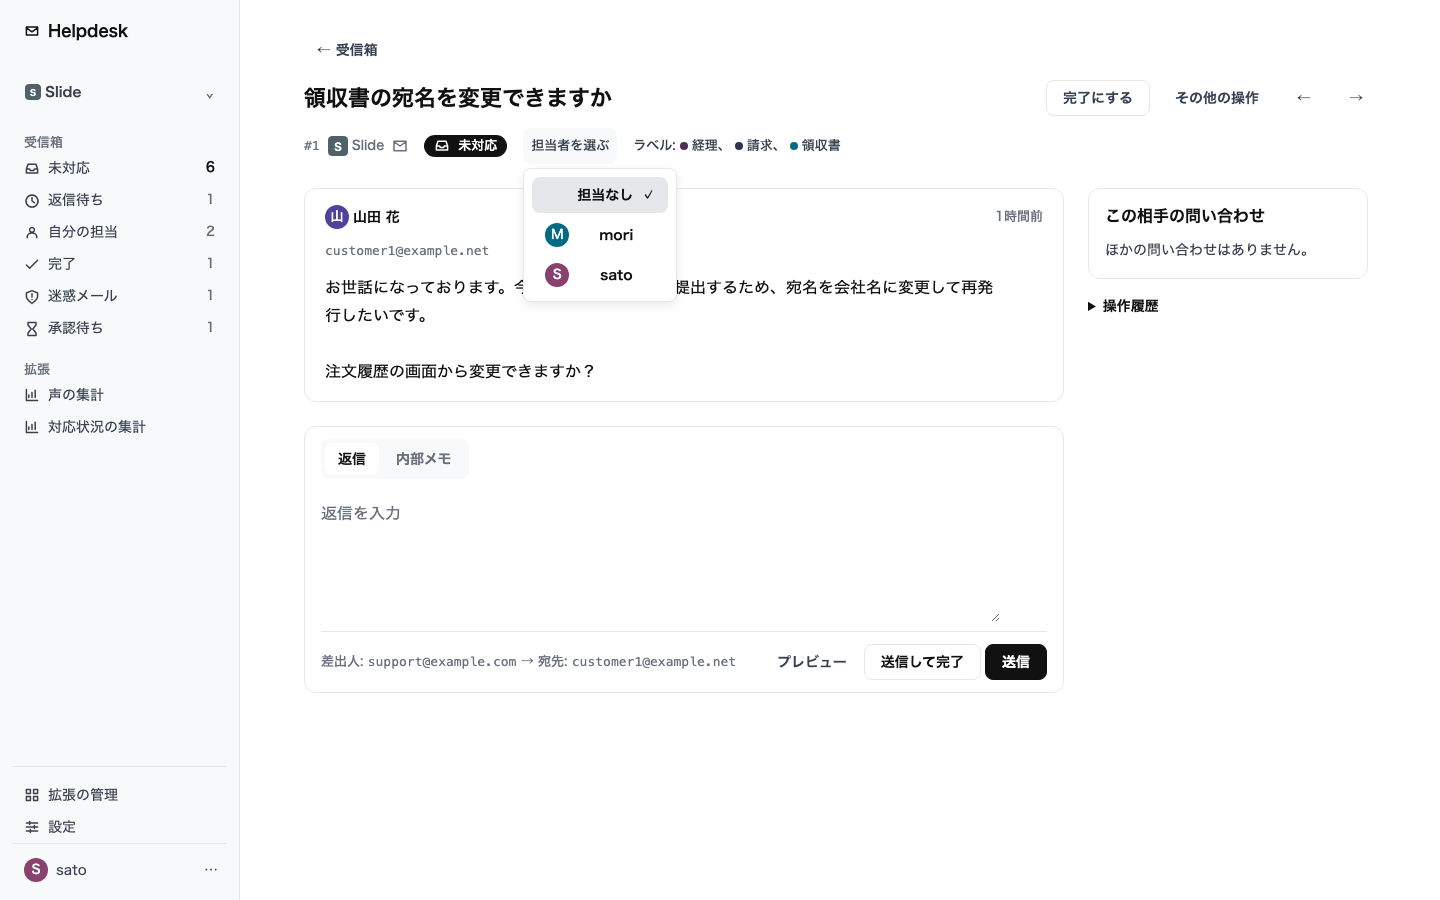 Helpdesk
S Slide
受信箱
未対応 6
返信待ち 1
自分の担当 2
完了 1
迷惑メール 1
承認待ち 1
拡張
声の集計
対応状況の集計
拡張の管理
設定
S sato …
← 受信箱
領収書の宛名を変更できますか
完了にする その他の操作 ← →
#1 S Slide 未対応 担当者を選ぶ ラベル: 経理、 請求、 領収書
担当なし ✓
M mori
S sato
山 山田 花 1時間前
customer1@example.net
お世話になっております。 提出するため、宛名を会社名に変更して再発
行したいです。
注文履歴の画面から変更できますか？
返信 内部メモ
返信を入力
差出人: support@example.com → 宛先: customer1@example.net プレビュー 送信して完了 送信
この相手の問い合わせ
ほかの問い合わせはありません。
▶ 操作履歴